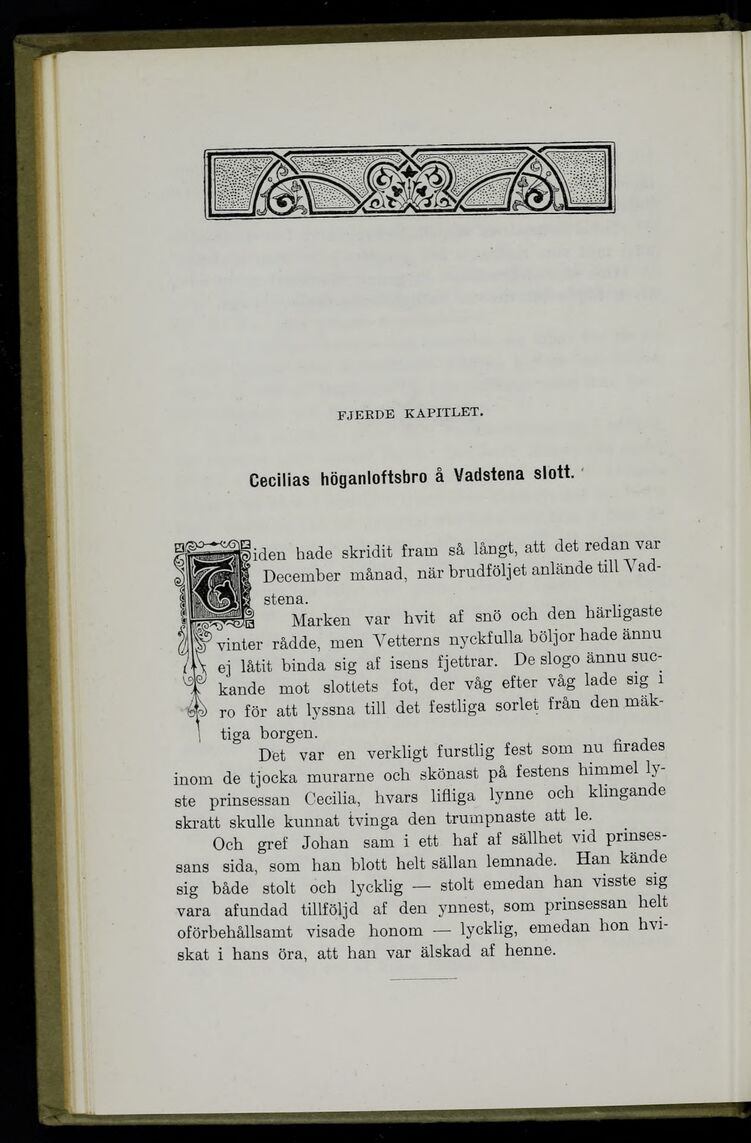 FJERDE KAPITLET.
Cecilias höganloftsbro å Vadstena slott.
Tiden hade skridit fram så långt, att det redan var
December månad, när brudföljet anlände till Vad-
stena.
Marken var hvit af snö och den härligaste
vinter rådde, men Vetterns nyckfulla böljor hade ännu
ej låtit binda sig af isens fjettrar. De slogo ännu suc-
kande mot slottets fot, der våg efter våg lade sig i
ro för att lyssna till det festliga sorlet från den mäk-
tiga borgen.
Det var en verkligt furstlig fest som nu firades
inom de tjocka murarne och skönast på festens himmel ly-
ste prinsessan Cecilia, hvars lifliga lynne och klingande
skratt skulle kunnat tvinga den trumpnaste att le.
Och gref Johan sam i ett haf af sällhet vid prinses-
sans sida, som han blott helt sällan lemnade. Han kände
sig både stolt och lycklig — stolt emedan han visste sig
vara afundad tillföljd af den ynnest, som prinsessan helt
oförbehållsamt visade honom — lycklig, emedan hon hvi-
skat i hans öra, att han var älskad af henne.